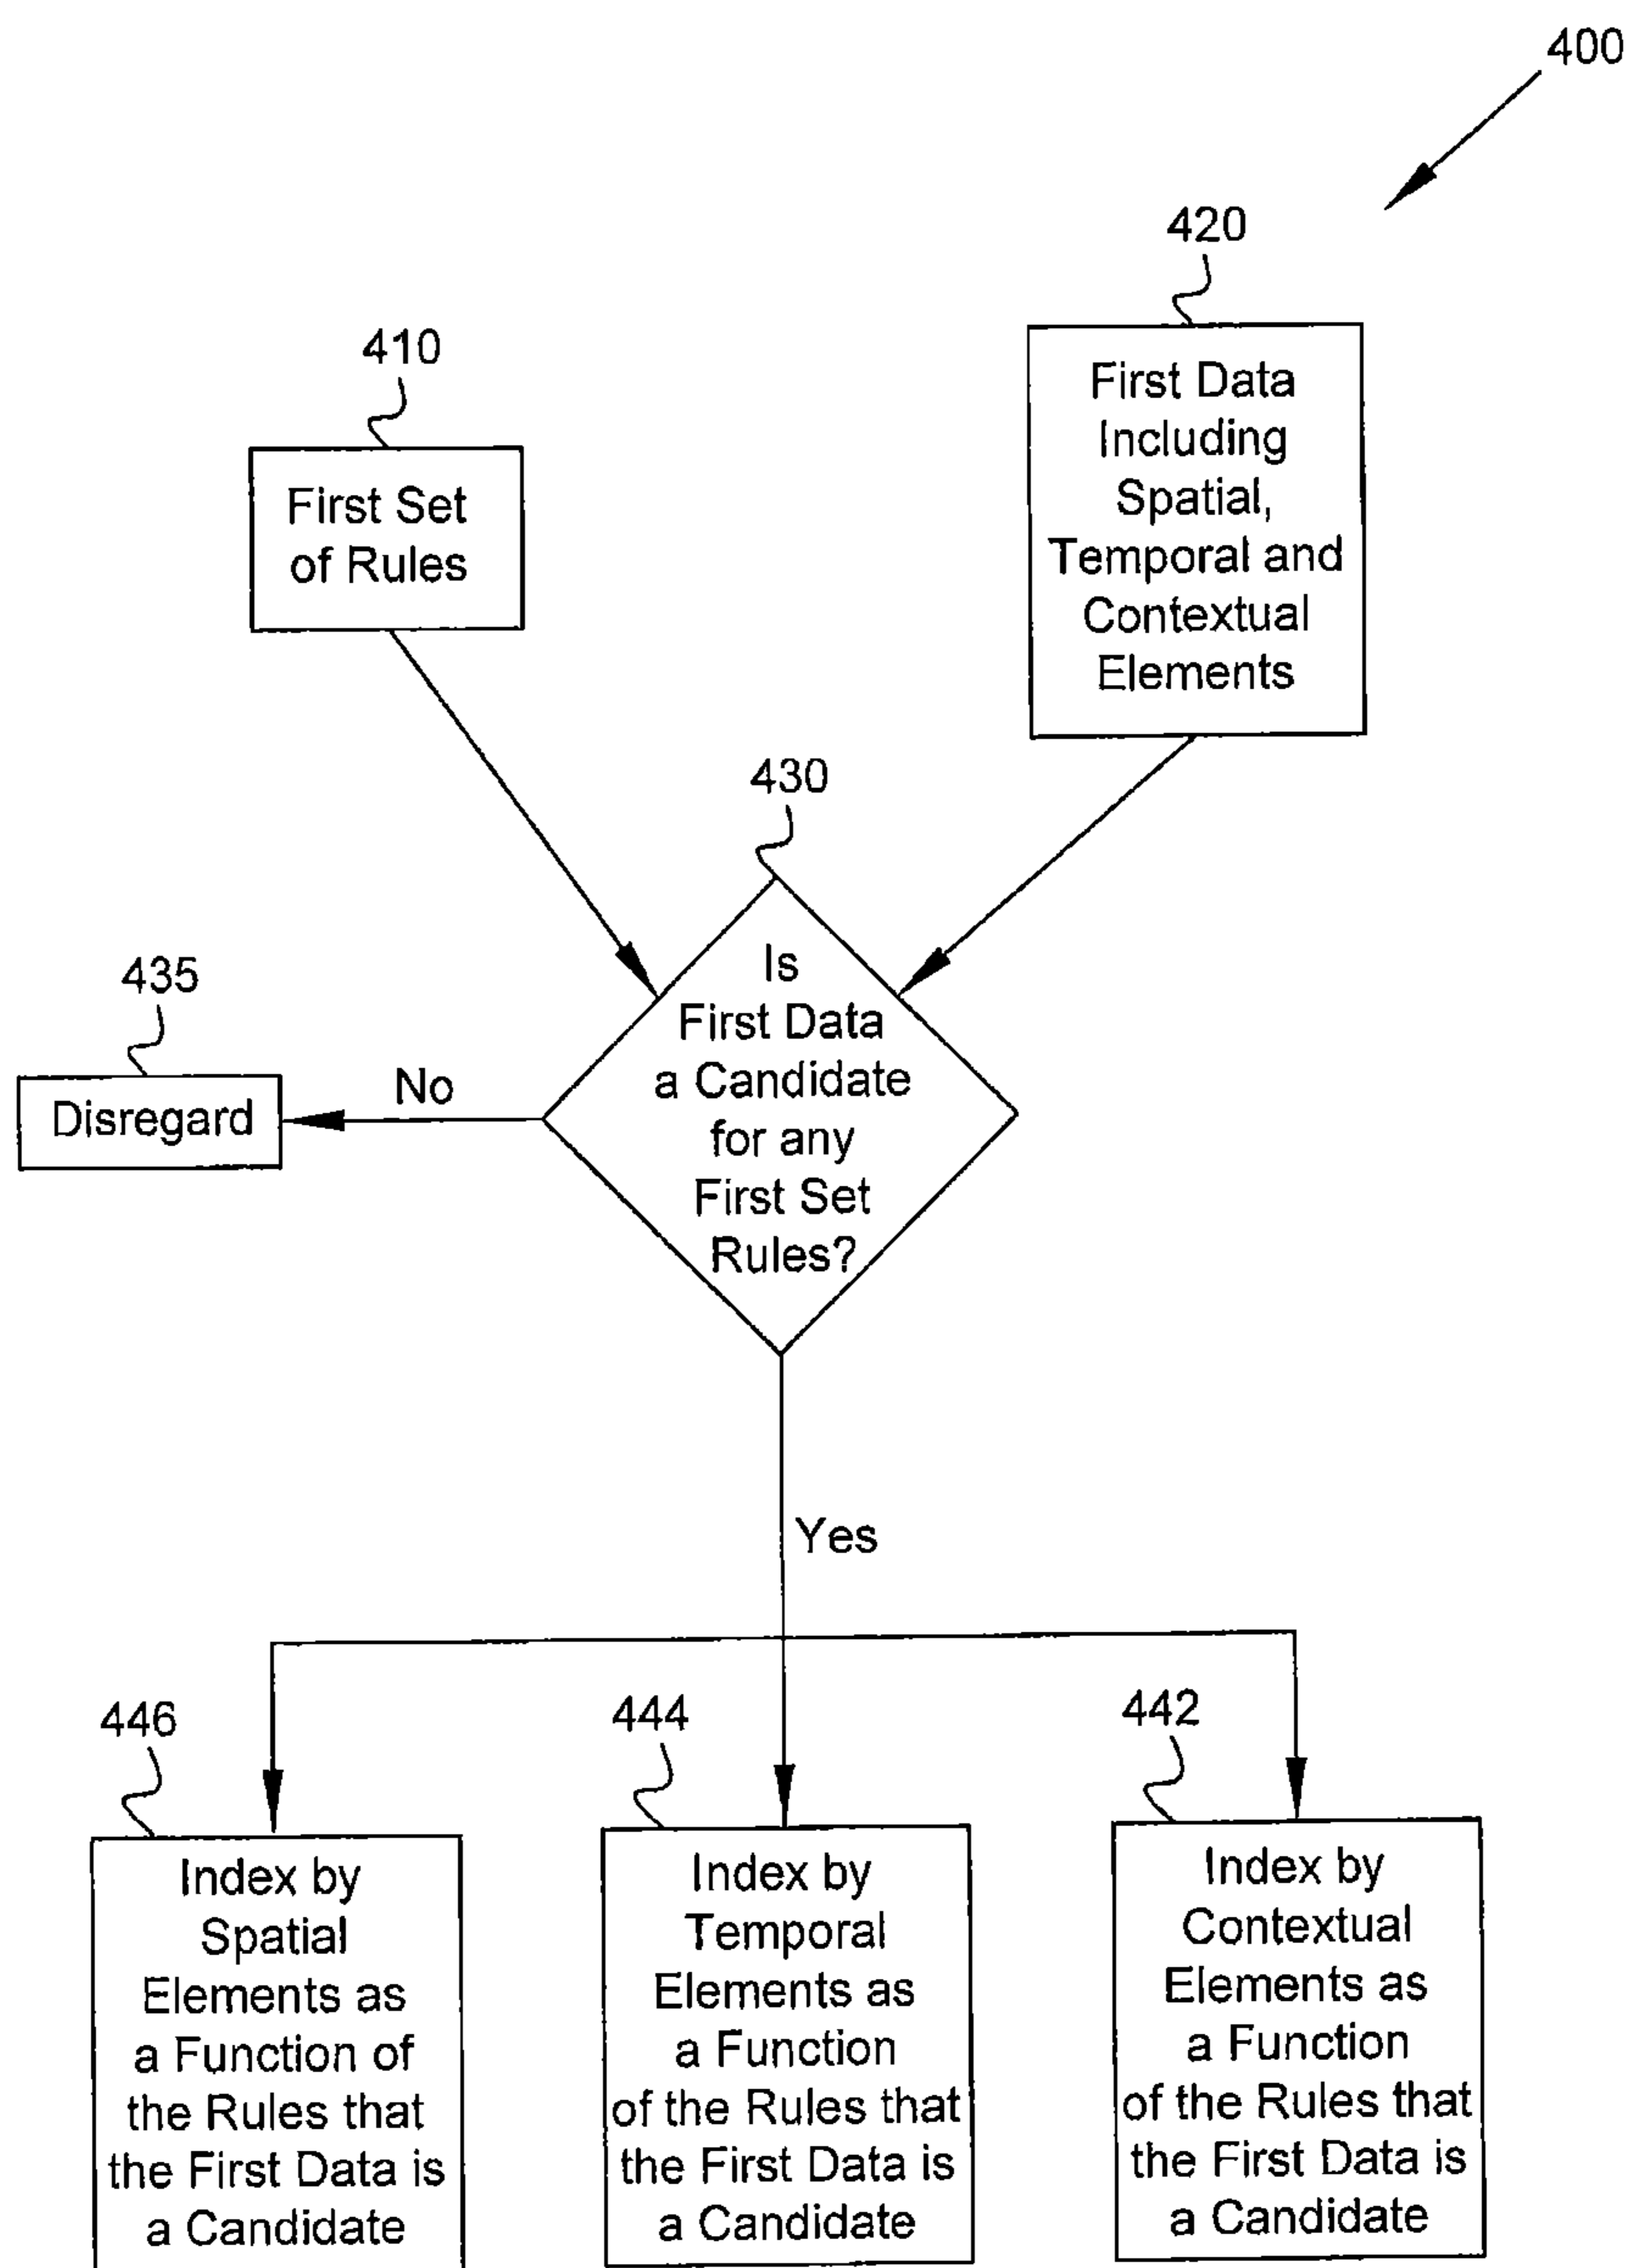 400
420
First Data
Including
Spatial,
Temporal and
Contextual
Elements
410
First Set
of Rules
430
Is
First Data
a Candidate
for any
First Set
Rules?
435
Disregard
No
Yes
446
Index by
Spatial
Elements as
a Function of
the Rules that
the First Data is
a Candidate
444
Index by
Temporal
Elements as
a Function
of the Rules that
the First Data is
a Candidate
442
Index by
Contextual
Elements as
a Function
of the Rules that
the First Data is
a Candidate